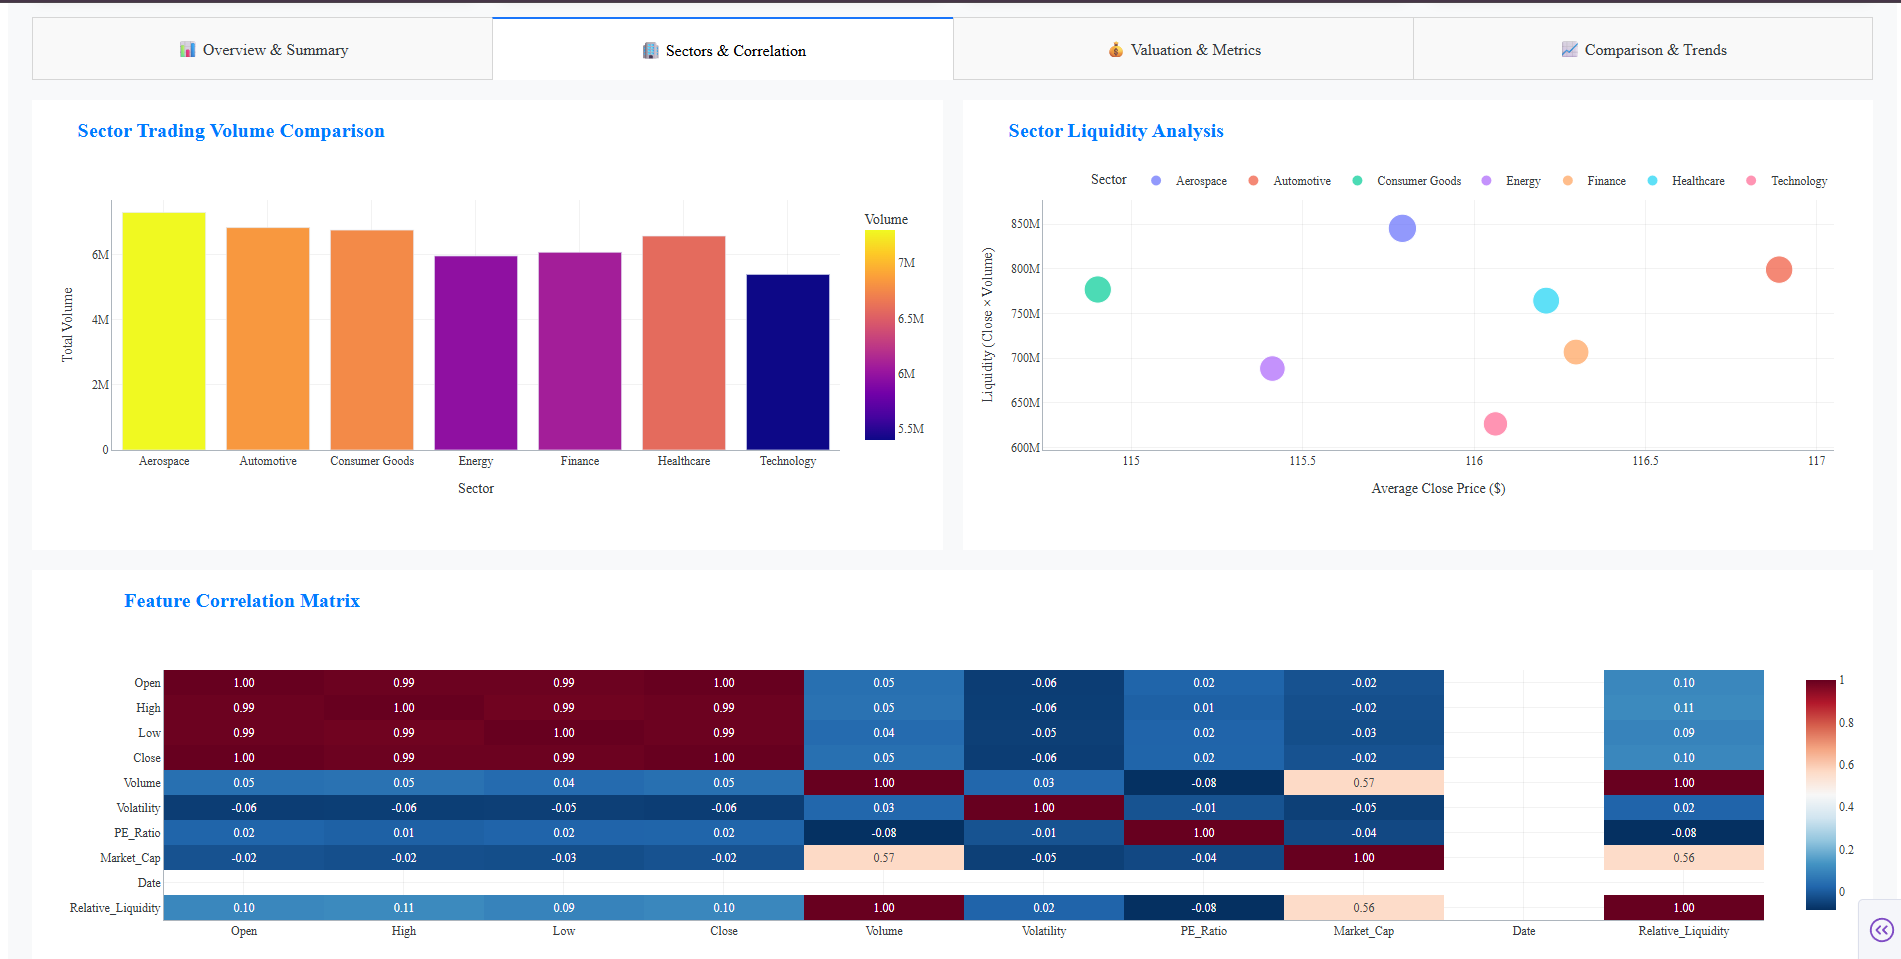 Overview & Summary
Sectors & Correlation
Valuation & Metrics
Comparison & Trends
Sector Trading Volume Comparison
Total Volume
6M
4M
2M
0
Aerospace Automotive Consumer Goods Energy Finance Healthcare Technology
Sector
Volume
7M
6.5M
6M
5.5M
Sector Liquidity Analysis
Sector Aerospace Automotive Consumer Goods Energy Finance Healthcare Technology
Liquidity (Close × Volume)
850M
800M
750M
700M
650M
600M
115 115.5 116 116.5 117
Average Close Price ($)
Feature Correlation Matrix
Open 1.00 0.99 0.99 1.00 0.05 -0.06 0.02 -0.02 0.10
High 0.99 1.00 0.99 0.99 0.05 -0.06 0.01 -0.02 0.11
Low 0.99 0.99 1.00 0.99 0.04 -0.05 0.02 -0.03 0.09
Close 1.00 0.99 0.99 1.00 0.05 -0.06 0.02 -0.02 0.10
Volume 0.05 0.05 0.04 0.05 1.00 0.03 -0.08 0.57 1.00
Volatility -0.06 -0.06 -0.05 -0.06 0.03 1.00 -0.01 -0.05 0.02
PE_Ratio 0.02 0.01 0.02 0.02 -0.08 -0.01 1.00 -0.04 -0.08
Market_Cap -0.02 -0.02 -0.03 -0.02 0.57 -0.05 -0.04 1.00 0.56
Date
Relative_Liquidity 0.10 0.11 0.09 0.10 1.00 0.02 -0.08 0.56 1.00
Open High Low Close Volume Volatility PE_Ratio Market_Cap Date Relative_Liquidity
1
0.8
0.6
0.4
0.2
0